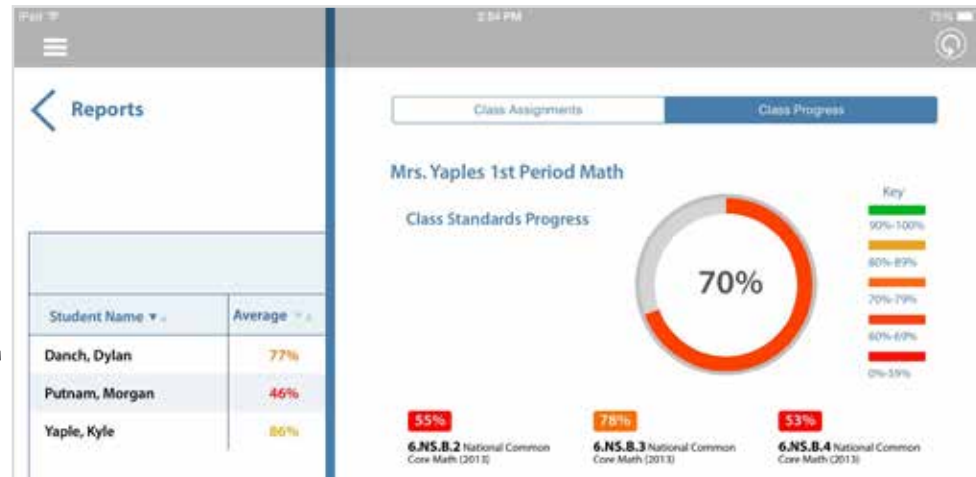 iPad
2:54 PM
75%
Reports
Class Assignments
Class Progress
Mrs. Yaples 1st Period Math
Class Standards Progress
70%
Key
90%-100%
80%-89%
70%-79%
60%-69%
0%-59%
Student Name
Average
Danch, Dylan
77%
Putnam, Morgan
46%
Yaple, Kyle
86%
55%
6.NS.B.2 National Common
Core Math (2013)
78%
6.NS.B.3 National Common
Core Math (2013)
53%
6.NS.B.4 National Common
Core Math (2013)